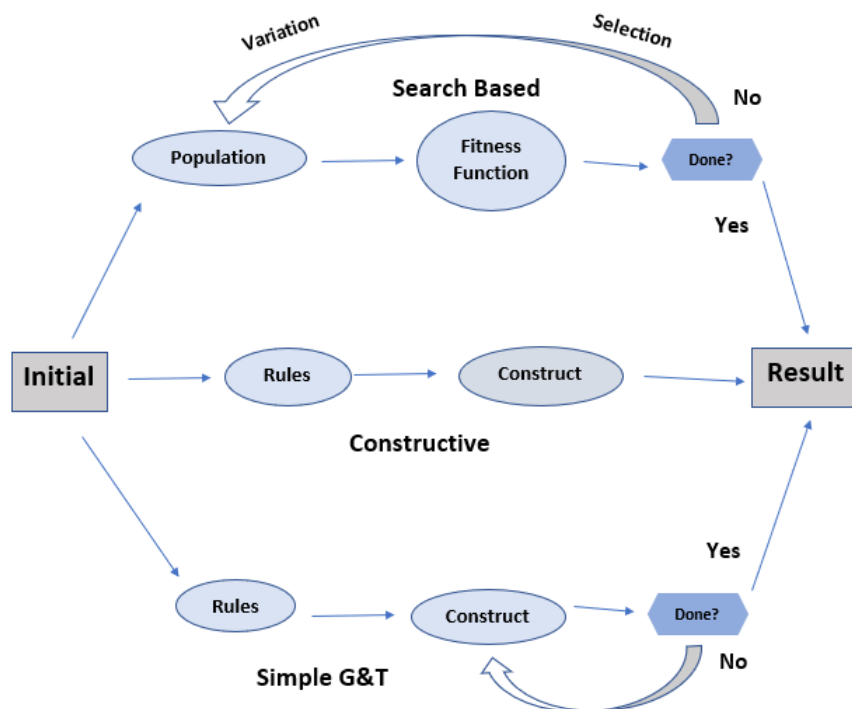 Variation
Selection
Search Based
No
Population
Fitness
Function
Done?
Yes
Initial
Rules
Construct
Result
Constructive
Yes
Rules
Construct
Done?
No
Simple G&T